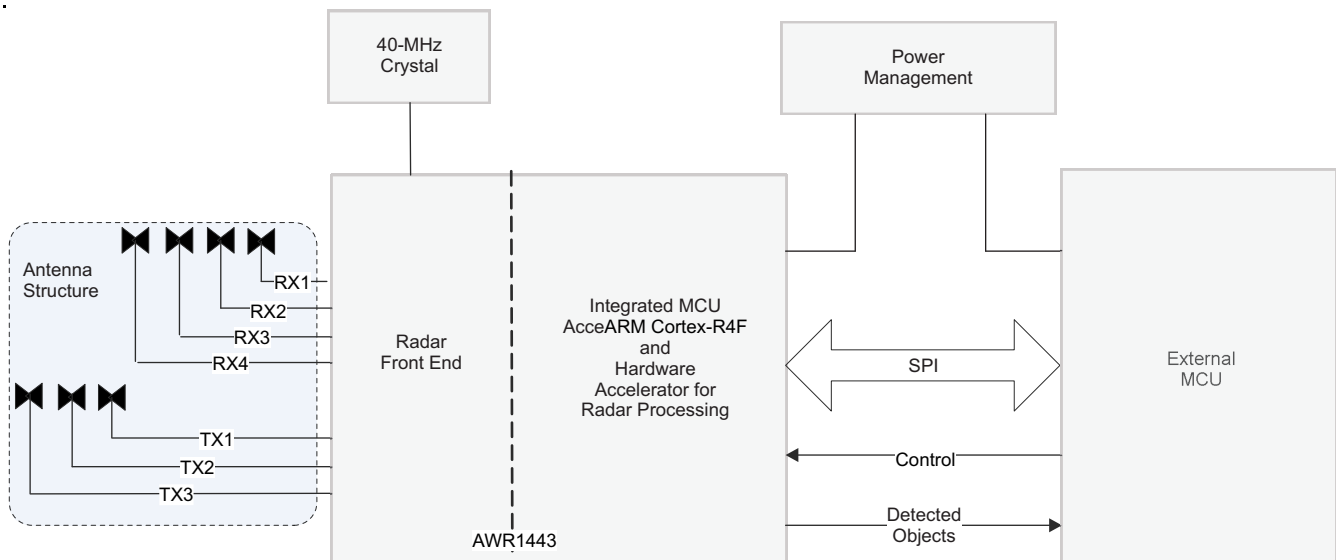 .
40-MHz
Crystal
Power
Management
Antenna
Structure
RX1
RX2
RX3
RX4
TX1
TX2
TX3
Radar
Front End
Integrated MCU
AcceARM Cortex-R4F
and
Hardware
Accelerator for
Radar Processing
AWR1443
SPI
Control
Detected
Objects
External
MCU